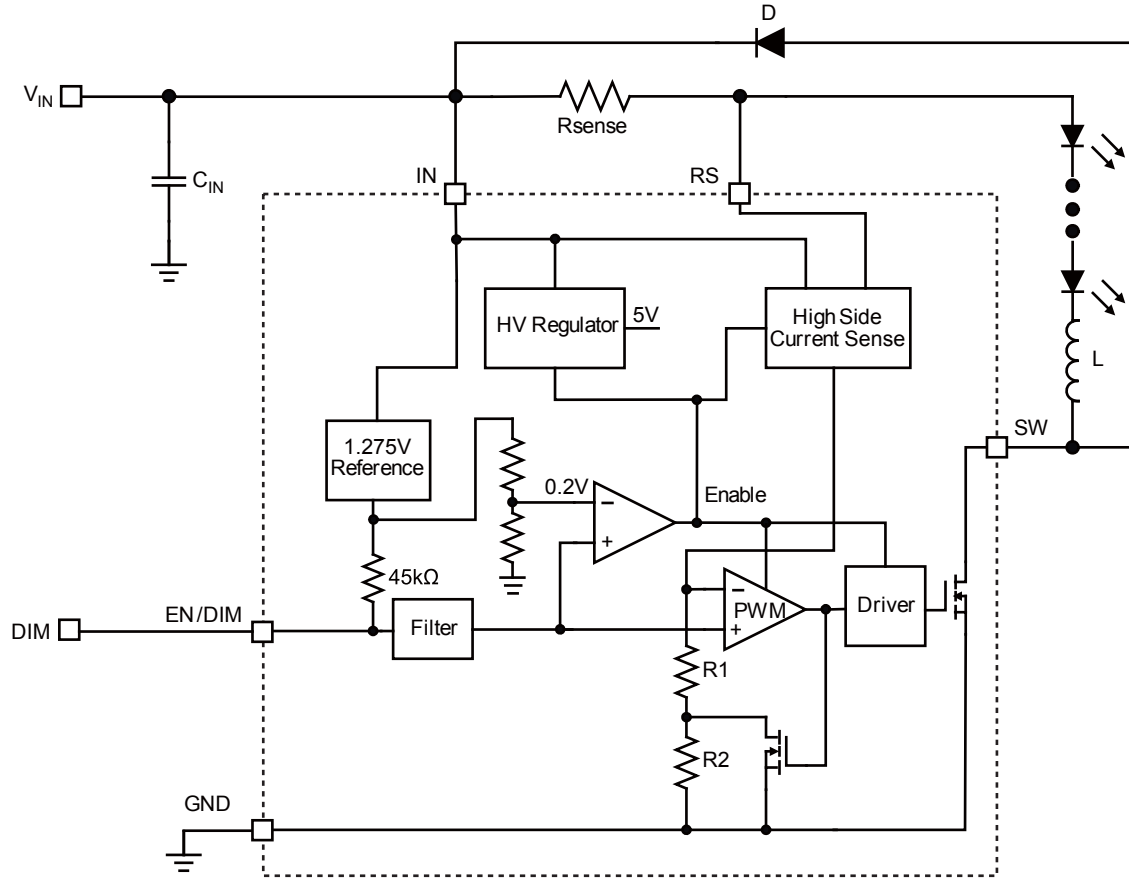 D
VIN
Rsense
CIN
IN
RS
HV Regulator
5V
High Side
Current Sense
L
1.275V
Reference
SW
0.2V
Enable
−
+
45kΩ
EN/DIM
DIM
Filter
−
PWM
+
Driver
R1
R2
GND